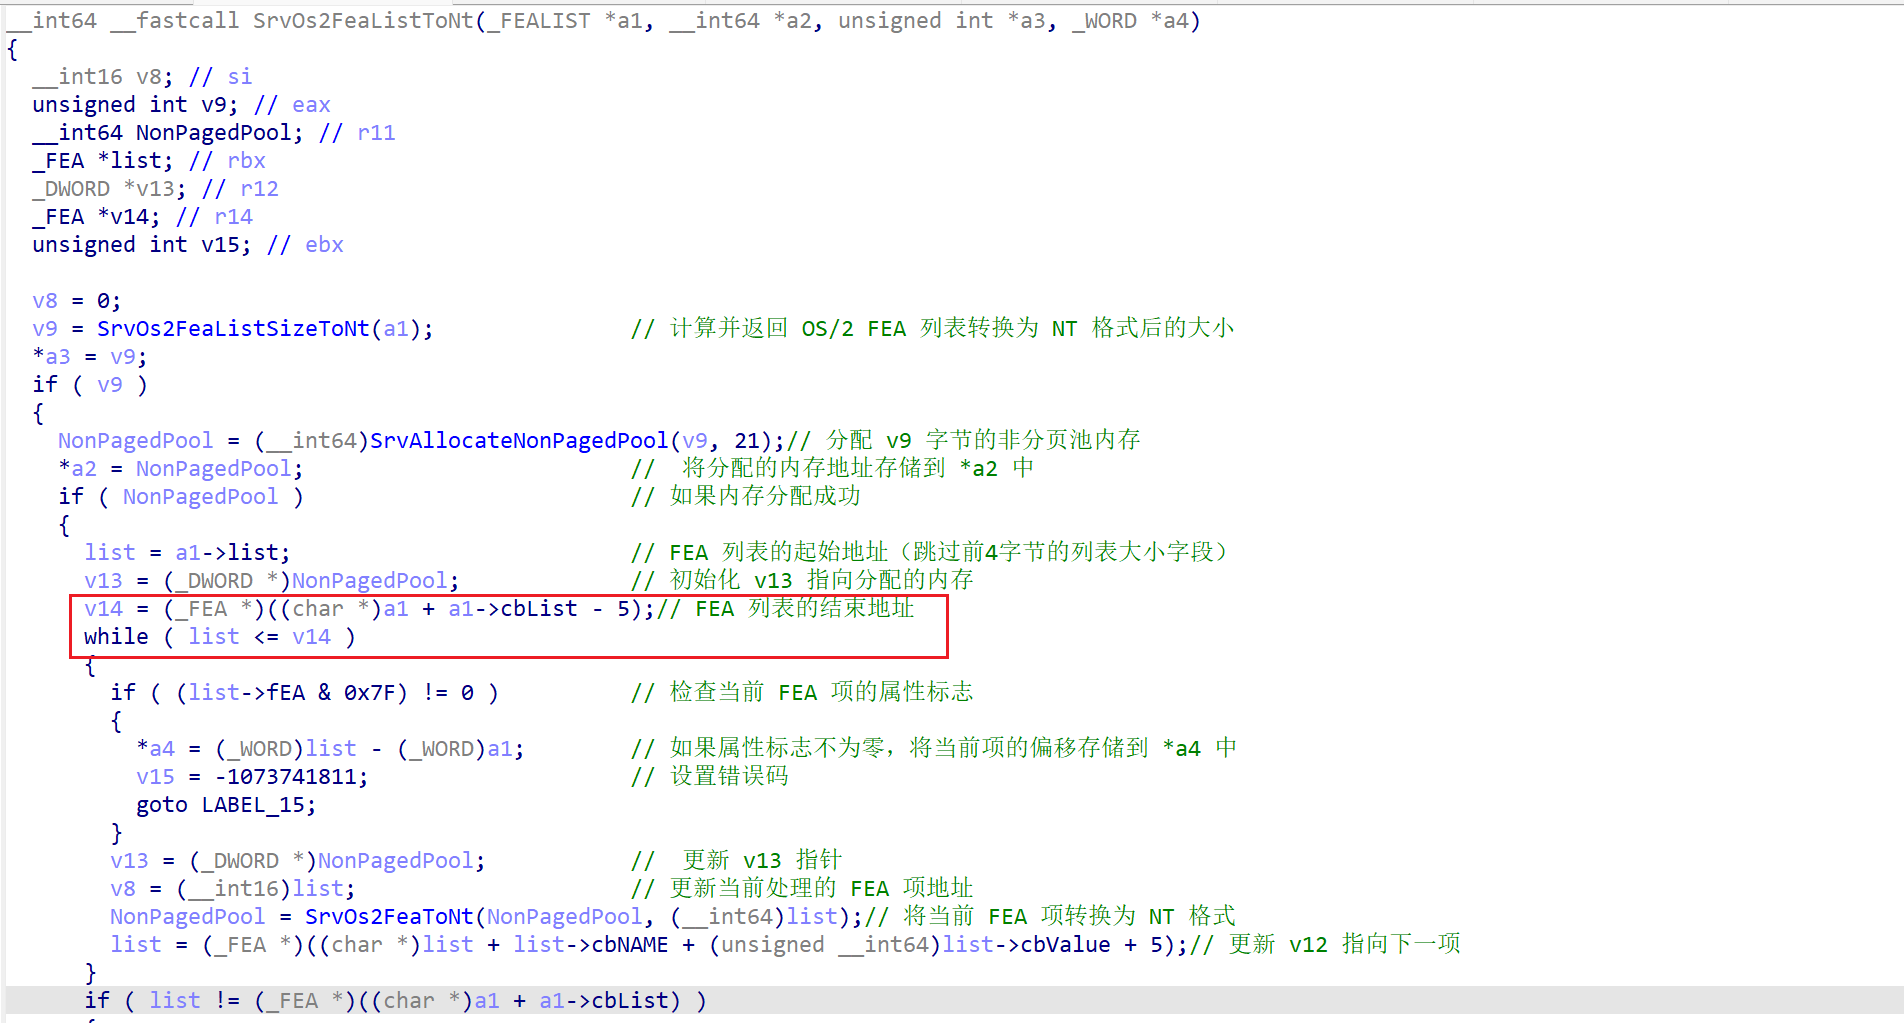 __int64 __fastcall SrvOs2FeaListToNt(_FEALIST *a1, __int64 *a2, unsigned int *a3, _WORD *a4)
{
  __int16 v8; // si
  unsigned int v9; // eax
  __int64 NonPagedPool; // r11
  _FEA *list; // rbx
  _DWORD *v13; // r12
  _FEA *v14; // r14
  unsigned int v15; // ebx

  v8 = 0;
  v9 = SrvOs2FeaListSizeToNt(a1);               // 计算并返回 OS/2 FEA 列表转换为 NT 格式后的大小
  *a3 = v9;
  if ( v9 )
  {
    NonPagedPool = (__int64)SrvAllocateNonPagedPool(v9, 21);// 分配 v9 字节的非分页池内存
    *a2 = NonPagedPool;                         //  将分配的内存地址存储到 *a2 中
    if ( NonPagedPool )                         // 如果内存分配成功
    {
      list = a1->list;                          // FEA 列表的起始地址（跳过前4字节的列表大小字段）
      v13 = (_DWORD *)NonPagedPool;             // 初始化 v13 指向分配的内存
      v14 = (_FEA *)((char *)a1 + a1->cbList - 5);// FEA 列表的结束地址
      while ( list <= v14 )
      {
        if ( (list->fEA & 0x7F) != 0 )          // 检查当前 FEA 项的属性标志
        {
          *a4 = (_WORD)list - (_WORD)a1;        // 如果属性标志不为零，将当前项的偏移存储到 *a4 中
          v15 = -1073741811;                    // 设置错误码
          goto LABEL_15;
        }
        v13 = (_DWORD *)NonPagedPool;           //  更新 v13 指针
        v8 = (__int16)list;                     // 更新当前处理的 FEA 项地址
        NonPagedPool = SrvOs2FeaToNt(NonPagedPool, (__int64)list);// 将当前 FEA 项转换为 NT 格式
        list = (_FEA *)((char *)list + list->cbNAME + (unsigned __int64)list->cbValue + 5);// 更新 v12 指向下一项
      }
      if ( list != (_FEA *)((char *)a1 + a1->cbList) )
      {